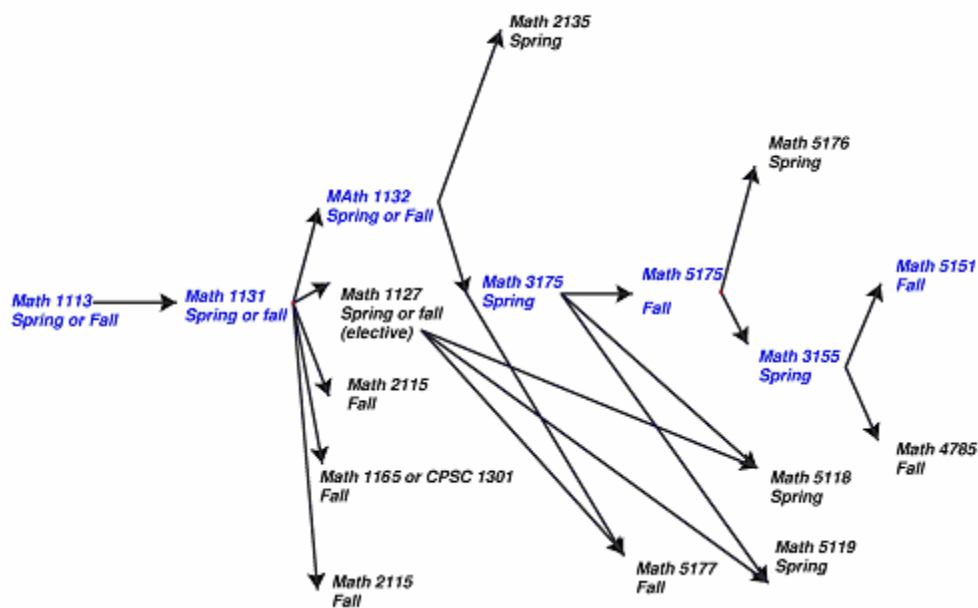 Math 2135
Spring
Math 5176
Spring
MAth 1132
Spring or Fall
Math 1113
Spring or Fall
Math 1131
Spring or fall
Math 1127
Spring or fall
(elective)
Math 3175
Spring
Math 5175
Fall
Math 5151
Fall
Math 3155
Spring
Math 2115
Fall
Math 4785
Fall
Math 1165 or CPSC 1301
Fall
Math 5118
Spring
Math 5119
Spring
Math 5177
Fall
Math 2115
Fall